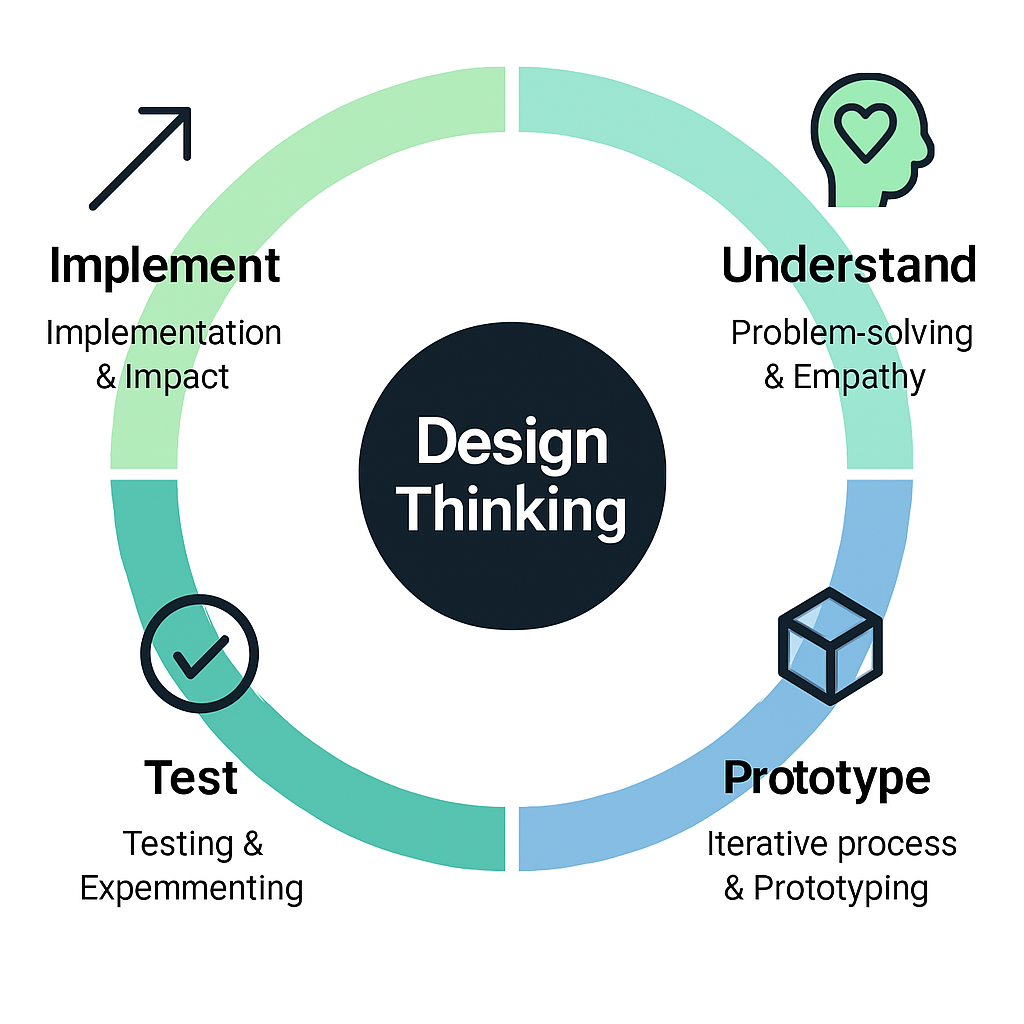 Implement
Implementation
& Impact
Understand
Problem-solving
& Empathy
Design
Thinking
Test
Testing &
Expemmenting
Prototype
Iterative process
& Prototyping